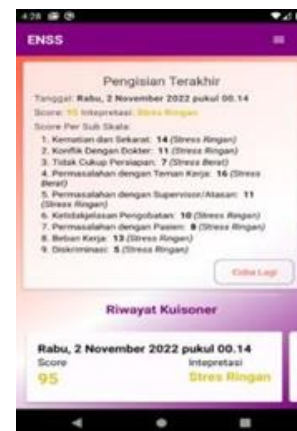 4:28
ENSS
Pengisian Terakhir
Tanggal: Rabu, 2 November 2022 pukul 00.14
Score: 95 Intepretasi: Stres Ringan
Score Per Sub Skala:
1. Kematian dan Sekarat: 14 (Stress Ringan)
2. Konflik Dengan Dokter: 11 (Stress Ringan)
3. Tidak Cukup Persiapan: 7 (Stress Berat)
4. Permasalahan dengan Teman Kerja: 16 (Stress
Berat)
5. Permasalahan dengan Supervisor/Atasan: 11
(Stress Ringan)
6. Ketidakjelasan Pengobatan: 10 (Stress Ringan)
7. Permasalahan dengan Pasien: 8 (Stress Ringan)
8. Beban Kerja: 13 (Stress Ringan)
9. Diskriminasi: 5 (Stress Ringan)
Coba Lagi
Riwayat Kuisoner
Rabu, 2 November 2022 pukul 00.14
Score
Intepretasi
95
Stres Ringan